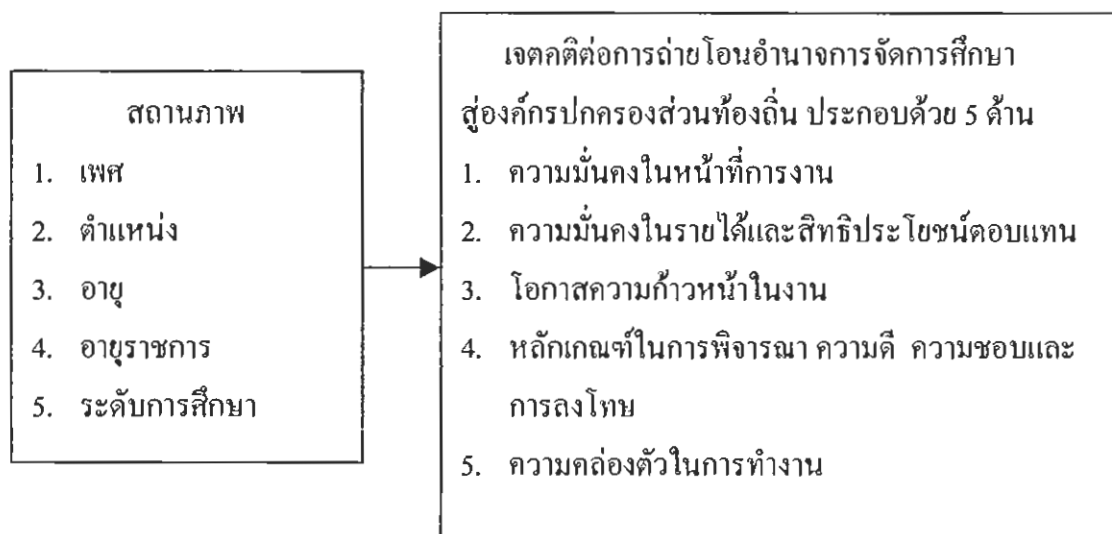 สถานภาพ
1. เพศ
2. ตำแหน่ง
3. อายุ
4. อายุราชการ
5. ระดับการศึกษา
เจตคติต่อการถ่ายโอนอำนาจการจัดการศึกษา
สู่องค์กรปกครองส่วนท้องถิ่น ประกอบด้วย 5 ด้าน
1. ความมั่นคงในหน้าที่การงาน
2. ความมั่นคงในรายได้และสิทธิประโยชน์ตอบแทน
3. โอกาสความก้าวหน้าในงาน
4. หลักเกณฑ์ในการพิจารณา ความดี ความชอบและ
การลงโทษ
5. ความคล่องตัวในการทำงาน